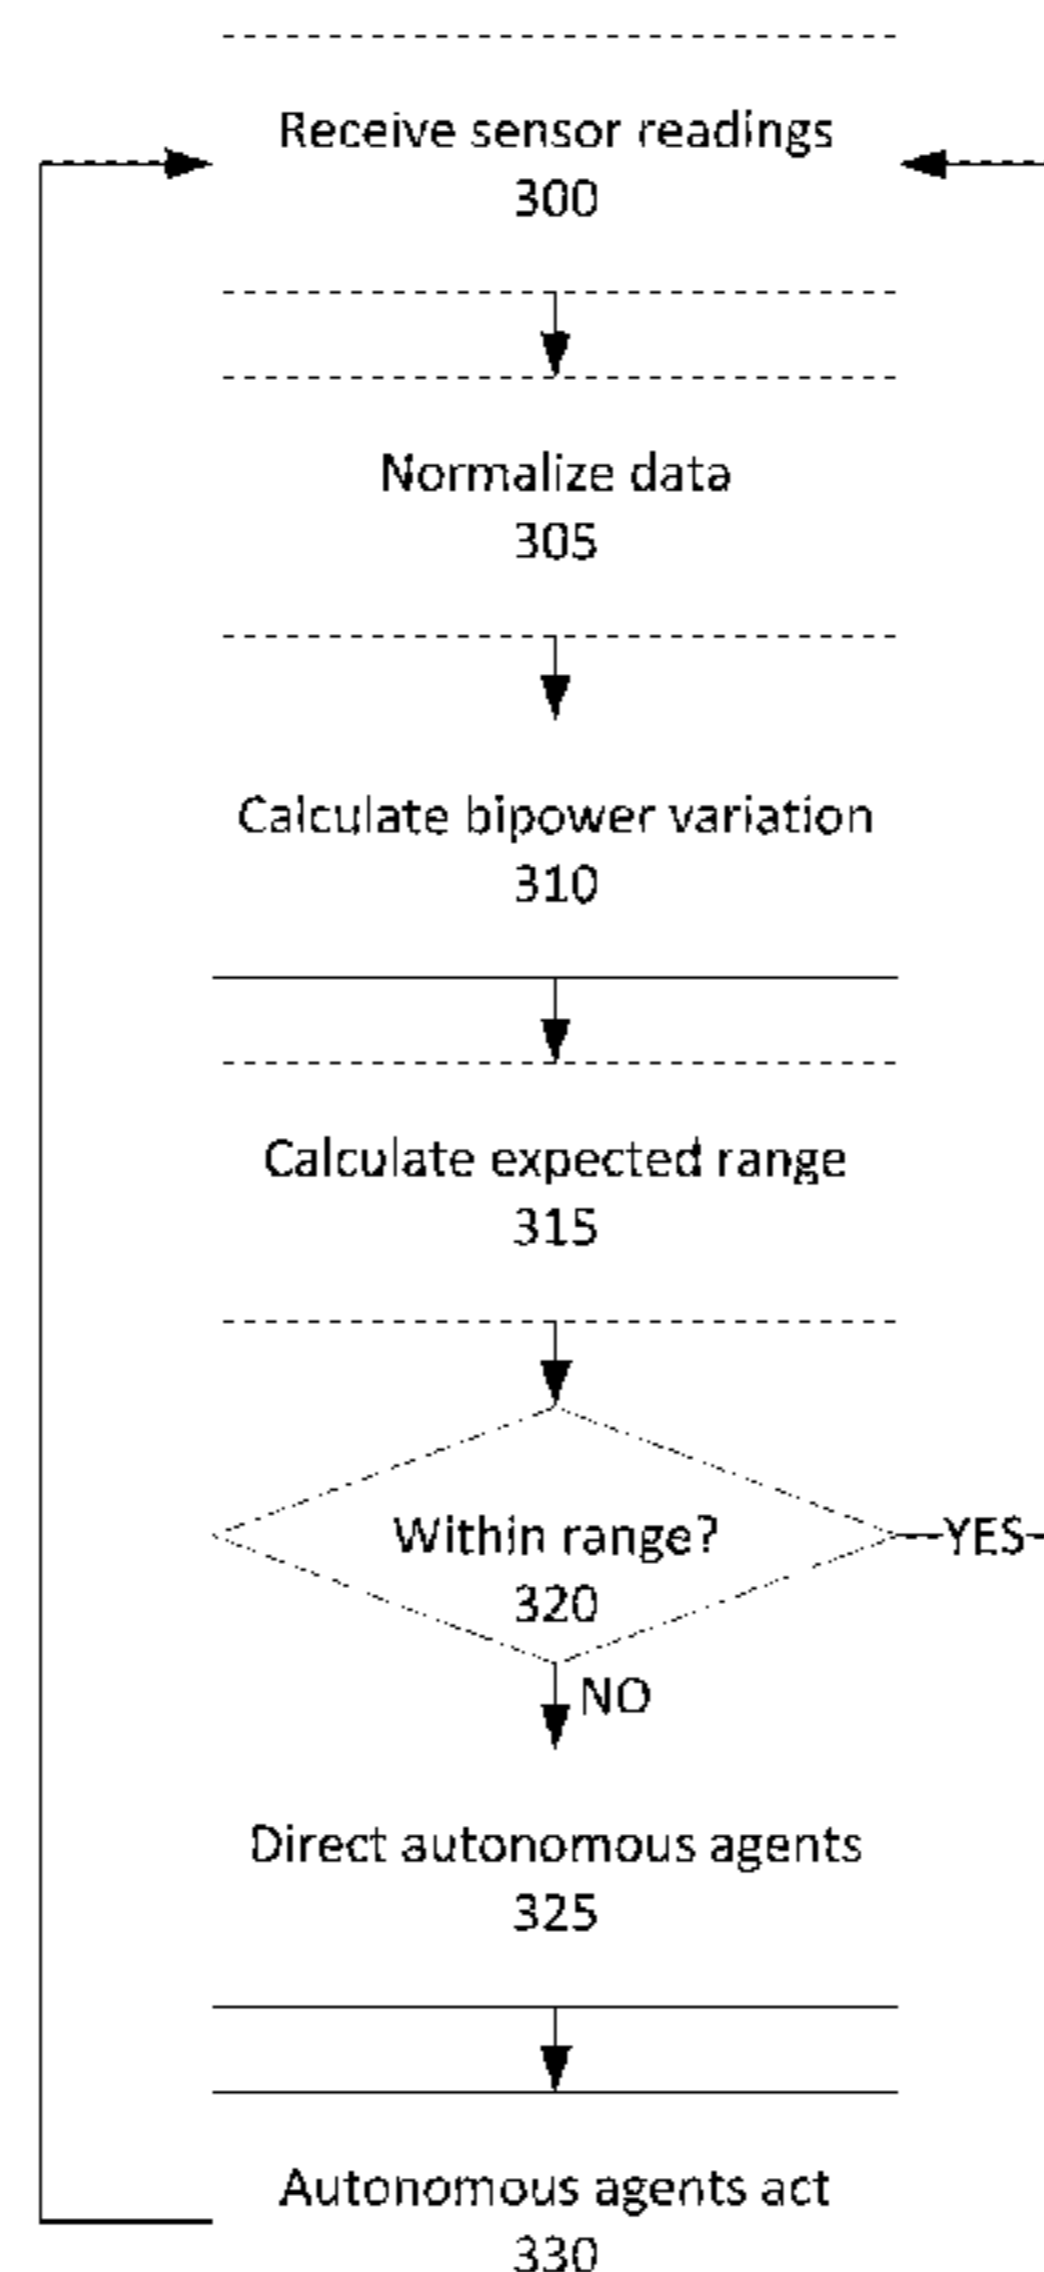 Receive sensor readings
300
Normalize data
305
Calculate bipower variation
310
Calculate expected range
315
Within range?
320
YES
NO
Direct autonomous agents
325
Autonomous agents act
330